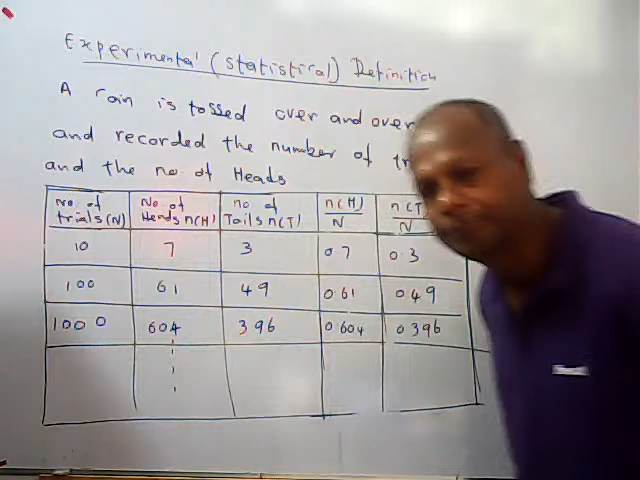 Experimental (statistical) Definition
A coin is tossed over and over
and recorded the number of
and the no of Heads
No of trials (N) No of Heads n(H) no of Tails n(T) n(H)/N n(T)/N
10 7 3 0.7 0.3
100 61 49 0.61 0.49
1000 604 396 0.604 0.396